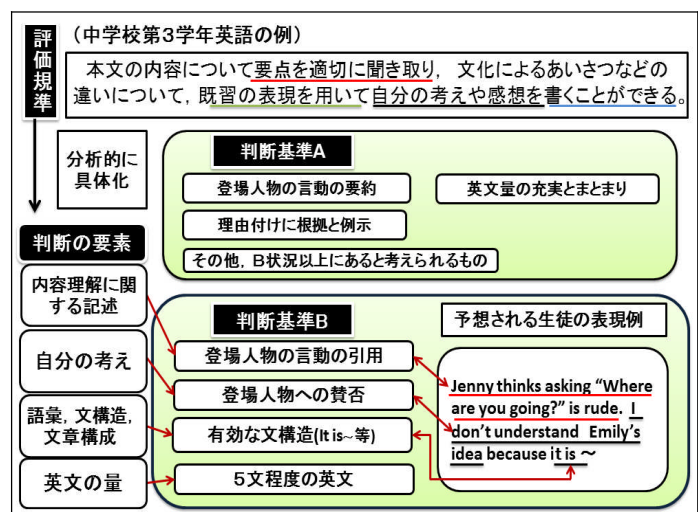 評価規準
（中学校第３学年英語の例）
本文の内容について要点を適切に聞き取り， 文化によるあいさつなどの
違いについて，既習の表現を用いて自分の考えや感想を書くことができる。
分析的に
具体化
判断基準Ａ
登場人物の言動の要約
英文量の充実とまとまり
理由付けに根拠と例示
その他，Ｂ状況以上にあると考えられるもの
判断の要素
内容理解に関
する記述
自分の考え
語彙，文構造，
文章構成
英文の量
判断基準Ｂ
登場人物の言動の引用
登場人物への賛否
有効な文構造(It is～等)
５文程度の英文
予想される生徒の表現例
Jenny thinks asking “Where
are you going?” is rude. I
don’t understand Emily’s
idea because it is ～